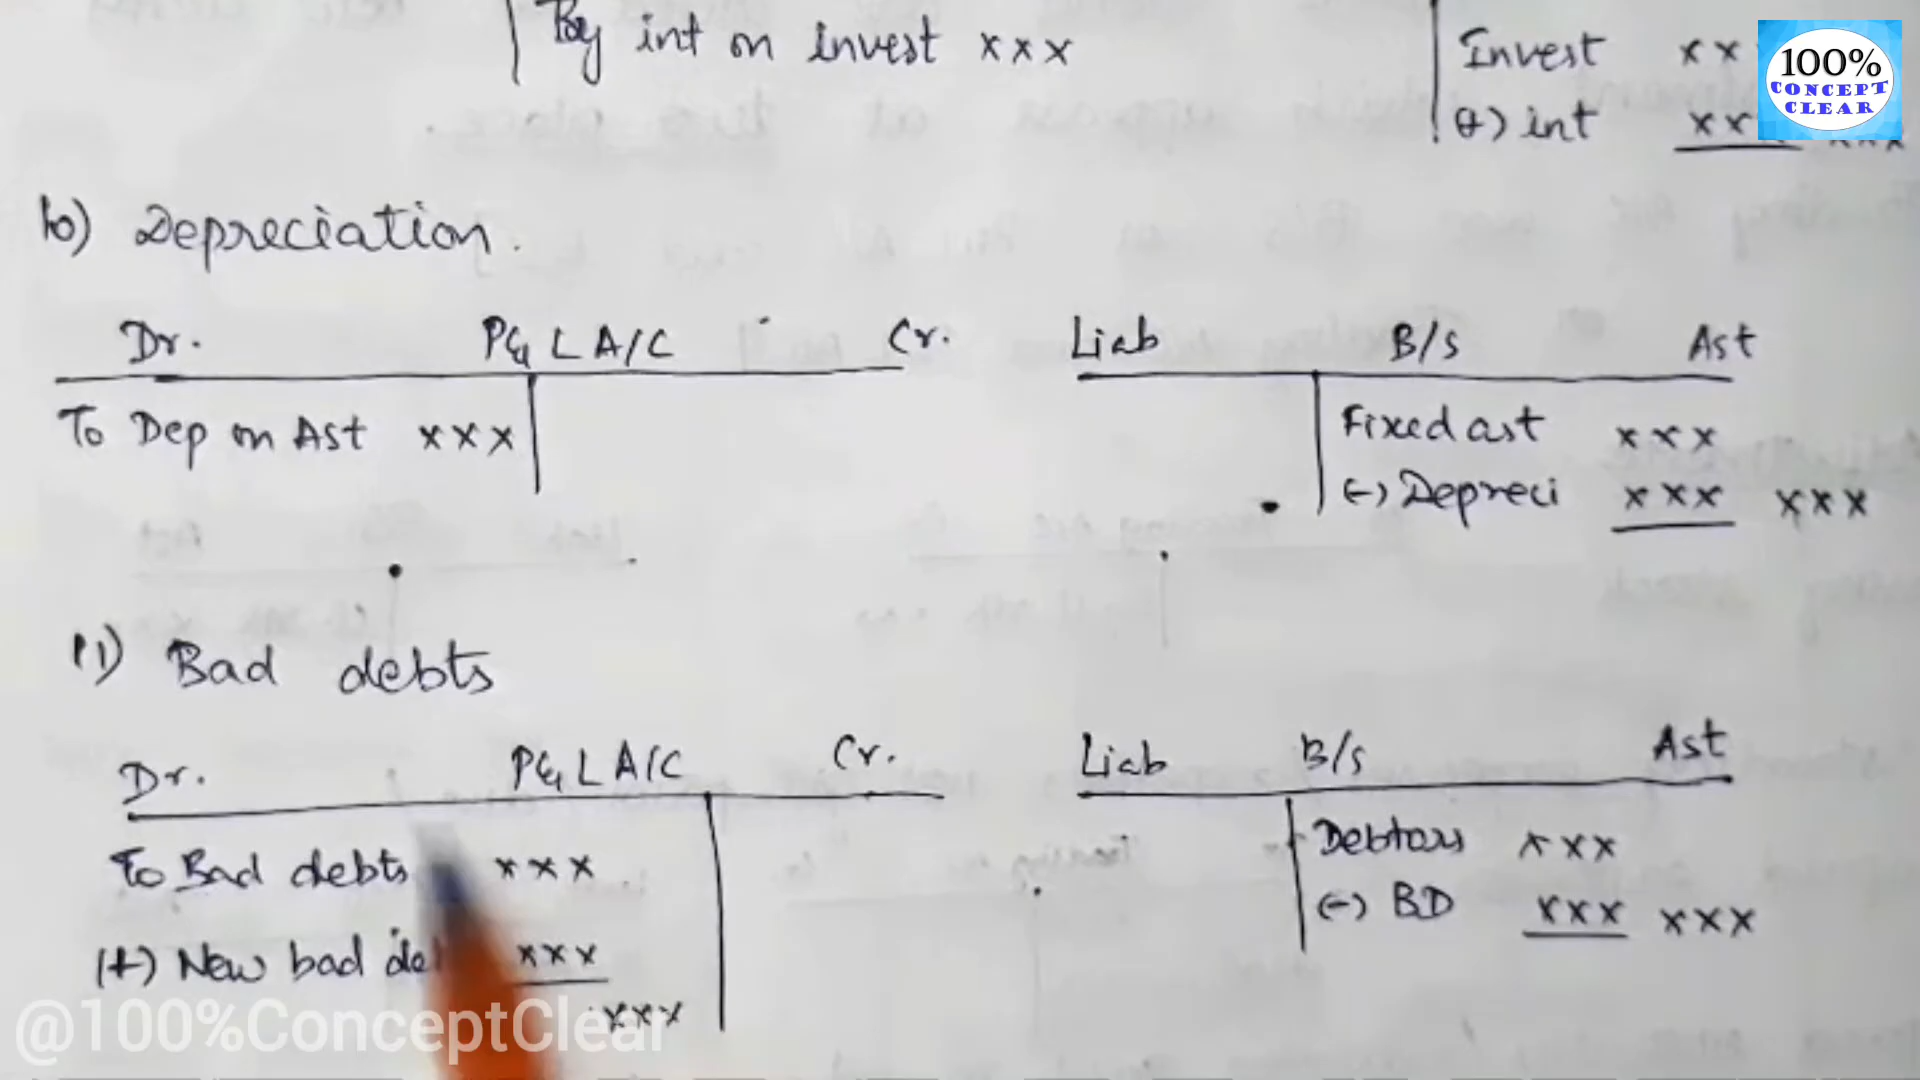 By int on invest xxx
Invest xx
(+) int xx xxx
100%
CONCEPT
CLEAR
10) Depreciation.
Dr. P&L A/C Cr.
To Dep on Ast xxx
Liab B/S Ast
Fixed ast xxx
(-) Depreci xxx xxx
11) Bad debts
Dr. P&L A/C Cr.
To Bad debts xxx
(+) New bad de xxx
xxx
Liab B/S Ast
Debtors xxx
(-) BD xxx xxx
@100%ConceptClear